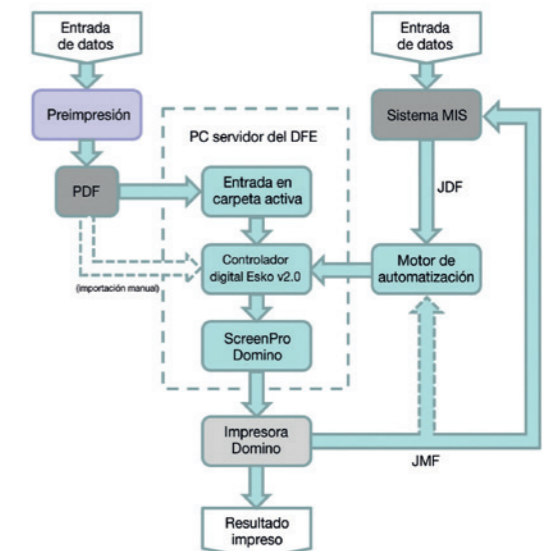 Entrada
de datos
Entrada
de datos
Preimpresión
Sistema MIS
PC servidor del DFE
PDF
Entrada en
carpeta activa
JDF
(importación manual)
Controlador
digital Esko v2.0
Motor de
automatización
ScreenPro
Domino
Impresora
Domino
JMF
Resultado
impreso